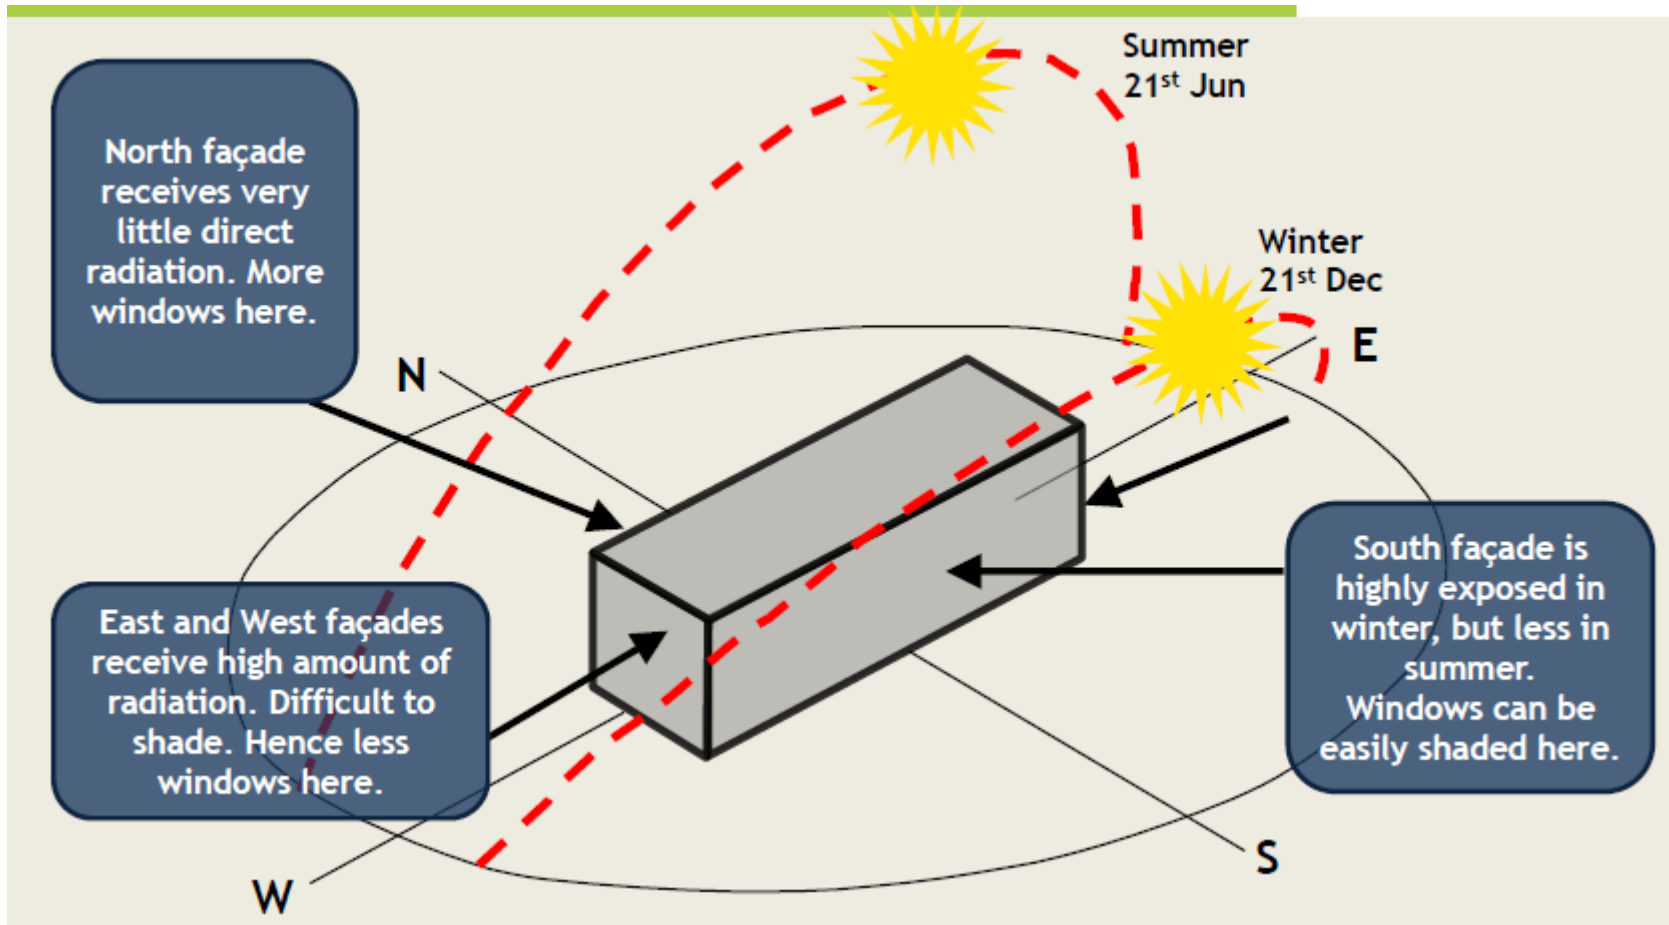 Summer
21st Jun
North façade
receives very
little direct
radiation. More
windows here.
Winter
21st Dec
E
N
South façade is
highly exposed in
winter, but less in
summer.
Windows can be
easily shaded here.
East and West façades
receive high amount of
radiation. Difficult to
shade. Hence less
windows here.
S
W